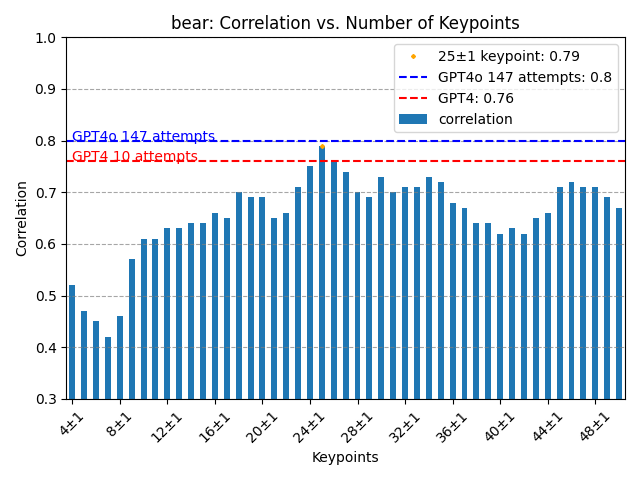 bear: Correlation vs. Number of Keypoints
1.0
0.9
0.8
0.7
0.6
0.5
0.4
0.3
Correlation
25±1 keypoint: 0.79
GPT4o 147 attempts: 0.8
GPT4: 0.76
correlation
GPT4o 147 attempts
GPT4 10 attempts
4±1
8±1
12±1
16±1
20±1
24±1
28±1
32±1
36±1
40±1
44±1
48±1
Keypoints